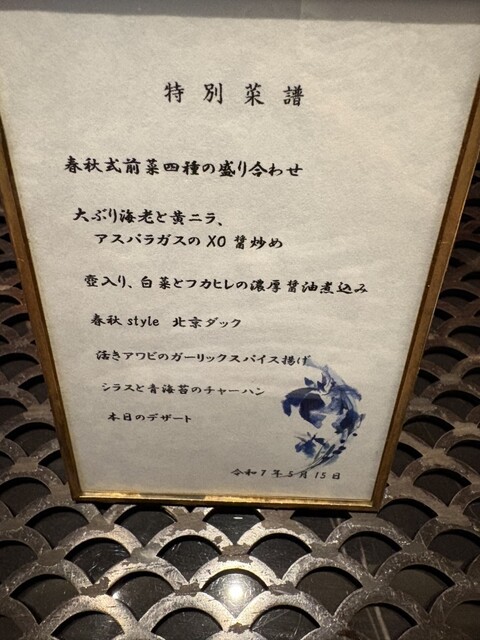 特別菜譜
春秋式前菜四種の盛り合わせ
大ぶり海老と黄ニラ、
アスパラガスのXO醤炒め
壺入り、白菜とフカヒレの濃厚醤油煮込み
春秋style 北京ダック
活きアワビのガーリックスパイス揚げ
シラスと青海苔のチャーハン
本日のデザート
令和7年5月15日